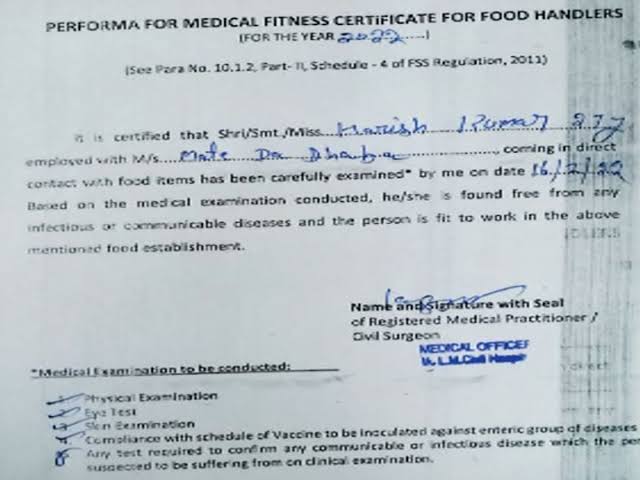 PERFORMA FOR MEDICAL FITNESS CERTIFICATE FOR FOOD HANDLERS
(FOR THE YEAR 2022......)
(See Para No. 10.1.2, Part- II, Schedule - 4 of FSS Regulation, 2011)
It is certified that Shri/Smt./Miss....Harish Kumar
employed with M/s....Mate Da Dhaba..............................., coming in direct
contact with food items has been carefully examined* by me on date 16/2/22
Based on the medical examination conducted, he/she is found free from any
infectious or communicable diseases and the person is fit to work in the above
mentioned food establishment.
Name and Signature with Seal
of Registered Medical Practitioner /
Civil Surgeon
MEDICAL OFFICER
L.M.Civil
*Medical Examination to be conducted:
1. Physical Examination
2. Eye Test
3. Skin Examination
4. Compliance with schedule of Vaccine to be inoculated against enteric group of diseases
5. Any test required to confirm any communicable or infectious disease which the
suspected to be suffering from on clinical examination.